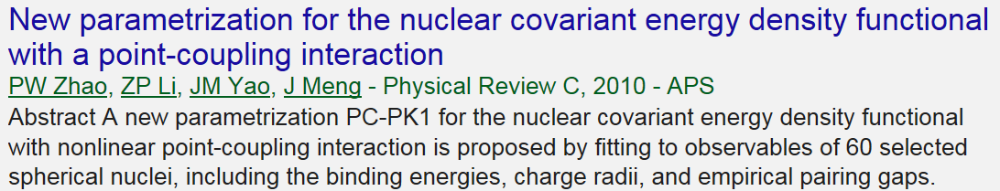 New parametrization for the nuclear covariant energy density functional
with a point-coupling interaction
PW Zhao, ZP Li, JM Yao, J Meng - Physical Review C, 2010 - APS
Abstract A new parametrization PC-PK1 for the nuclear covariant energy density functional
with nonlinear point-coupling interaction is proposed by fitting to observables of 60 selected
spherical nuclei, including the binding energies, charge radii, and empirical pairing gaps.